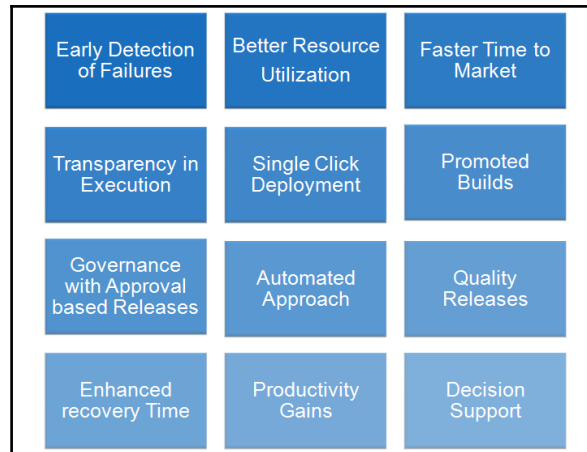 Early Detection
of Failures
Better Resource
Utilization
Faster Time to
Market
Transparency in
Execution
Single Click
Deployment
Promoted
Builds
Governance
with Approval
based Releases
Automated
Approach
Quality
Releases
Enhanced
recovery Time
Productivity
Gains
Decision
Support